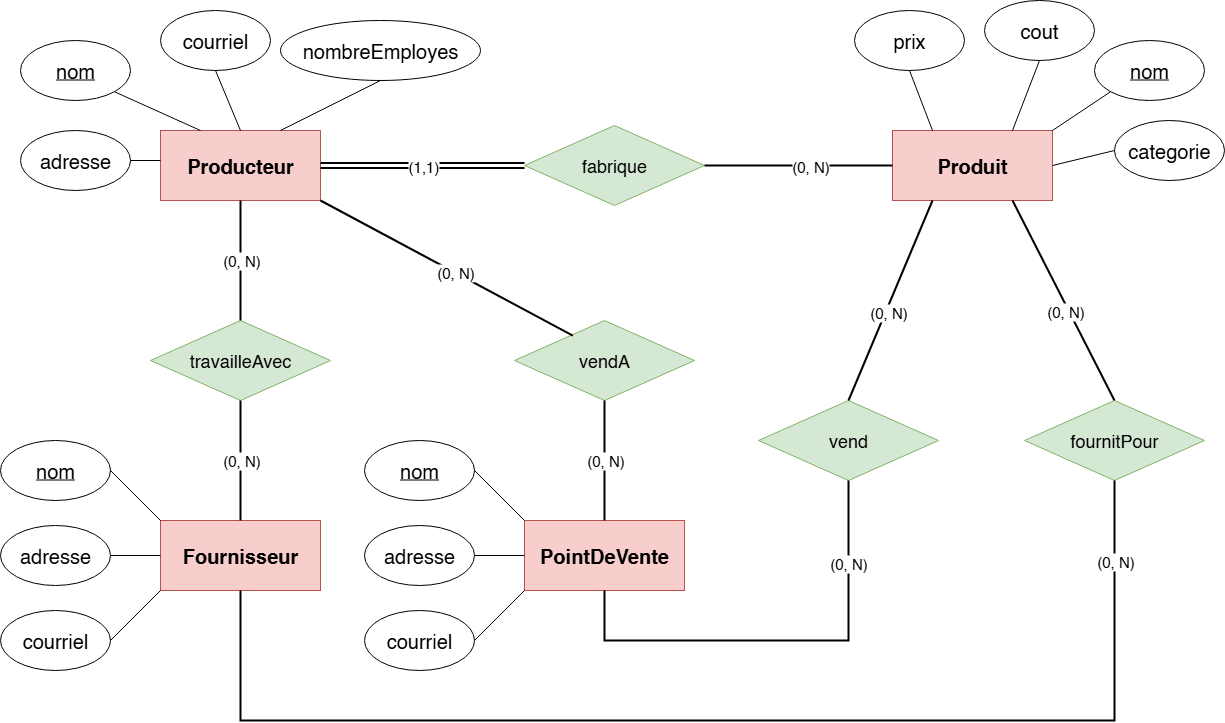 courriel
nombreEmployes
nom
adresse
Producteur
(1,1)
fabrique
(0, N)
prix
cout
nom
categorie
Produit
(0, N)
(0, N)
(0, N)
(0, N)
travailleAvec
vendA
vend
fournitPour
(0, N)
(0, N)
(0, N)
(0, N)
nom
adresse
courriel
Fournisseur
nom
adresse
courriel
PointDeVente